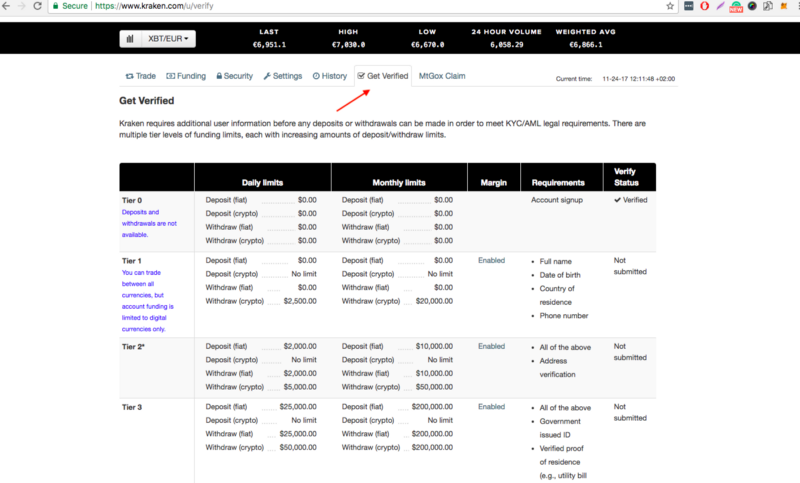 Secure https://www.kraken.com/u/verify
NEW
LAST HIGH LOW 24 HOUR VOLUME WEIGHTED AVG
XBT/EUR
€6,951.1 €7,030.0 €6,670.0 6,058.29 €6,866.1
Trade Funding Security Settings History Get Verified MtGox Claim Current time: 11-24-17 12:11:48 +02:00
Get Verified
Kraken requires additional user information before any deposits or withdrawals can be made in order to meet KYC/AML legal requirements. There are
multiple tier levels of funding limits, each with increasing amounts of deposit/withdraw limits.
Daily limits Monthly limits Margin Requirements Verify
Status
Tier 0 Deposit (fiat) $0.00 Deposit (fiat) $0.00 Account signup Verified
Deposits and Deposit (crypto) $0.00 Deposit (crypto) $0.00
withdrawals are not Withdraw (fiat) $0.00 Withdraw (fiat) $0.00
available. Withdraw (crypto) $0.00 Withdraw (crypto) $0.00
Tier 1 Deposit (fiat) $0.00 Deposit (fiat) $0.00 Enabled • Full name Not
You can trade Deposit (crypto) No limit Deposit (crypto) No limit • Date of birth submitted
between all Withdraw (fiat) $0.00 Withdraw (fiat) $0.00 • Country of
currencies, but Withdraw (crypto) $2,500.00 Withdraw (crypto) $20,000.00 residence
account funding is • Phone number
limited to digital
currencies only.
Tier 2* Deposit (fiat) $2,000.00 Deposit (fiat) $10,000.00 Enabled • All of the above Not
Deposit (crypto) No limit Deposit (crypto) No limit • Address submitted
Withdraw (fiat) $2,000.00 Withdraw (fiat) $10,000.00 verification
Withdraw (crypto) $5,000.00 Withdraw (crypto) $50,000.00
Tier 3 Deposit (fiat) $25,000.00 Deposit (fiat) $200,000.00 Enabled • All of the above Not
Deposit (crypto) No limit Deposit (crypto) No limit • Government submitted
Withdraw (fiat) $25,000.00 Withdraw (fiat) $200,000.00 issued ID
Withdraw (crypto) $50,000.00 Withdraw (crypto) $200,000.00 • Verified proof
of residence
(e.g., utility bill